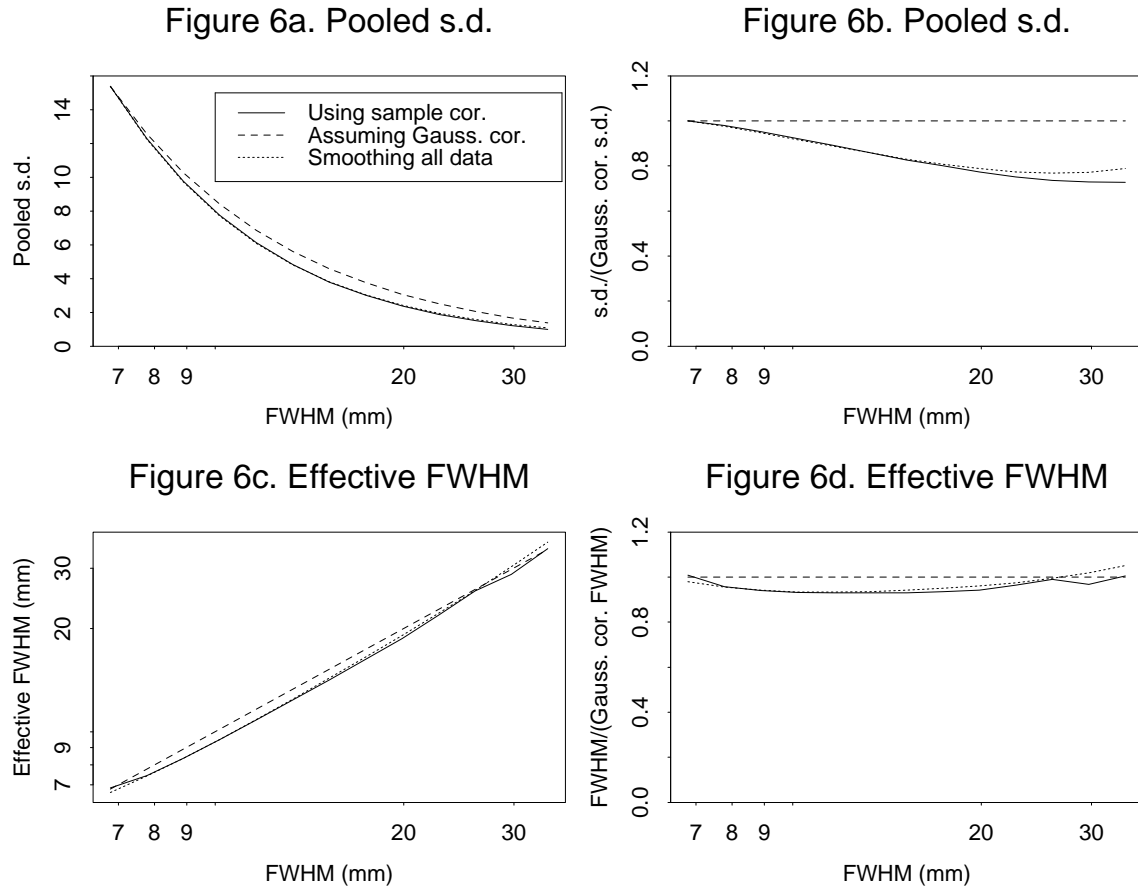 Figure 6a. Pooled s.d.
Pooled s.d.
0 2 4 6 8 10 14
Using sample cor.
Assuming Gauss. cor.
Smoothing all data
7 8 9 20 30
FWHM (mm)
Figure 6b. Pooled s.d.
s.d./(Gauss. cor. s.d.)
0.0 0.4 0.8 1.2
7 8 9 20 30
FWHM (mm)
Figure 6c. Effective FWHM
Effective FWHM (mm)
7 9 20 30
7 8 9 20 30
FWHM (mm)
Figure 6d. Effective FWHM
FWHM/(Gauss. cor. FWHM)
0.0 0.4 0.8 1.2
7 8 9 20 30
FWHM (mm)